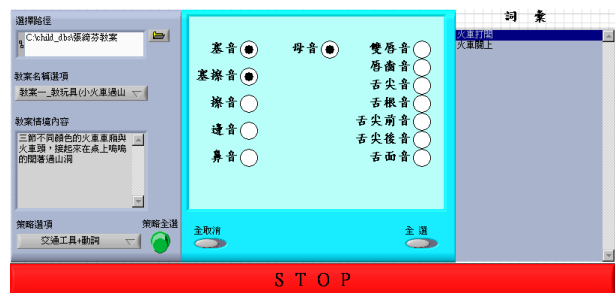 選擇路徑
C:\child_dbs\張綺芬教案
教案名稱選項
教案一_教玩具(小火車過山
教案情境內容
三節不同顏色的火車車廂與
火車頭，接起來在桌上嗚嗚
的開著過山洞
策略選項
策略全選
交通工具+動詞
塞音
塞擦音
擦音
邊音
鼻音
母音
雙唇音
唇齒音
舌尖音
舌根音
舌尖前音
舌尖後音
舌面音
全取消
全選
詞彙
火車打開
火車關上
STOP